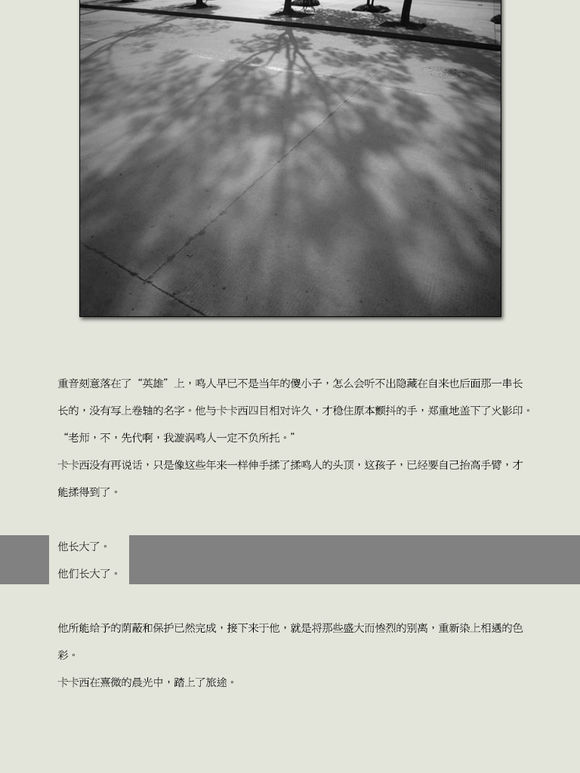 重音刻意落在了“英雄”上，鸣人早已不是当年的傻小子，怎么会听不出隐藏在自来也后面那一串长
长的，没有写上卷轴的名字。他与卡卡西四目相对许久，才稳住原本颤抖的手，郑重地盖下了火影印。
“老师，不，先代啊，我漩涡鸣人一定不负所托。”
卡卡西没有再说话，只是像这些年来一样伸手揉了揉鸣人的头顶，这孩子，已经要自己抬高手臂，才
能揉得到了。
他长大了。
他们长大了。
他所能给予的荫蔽和保护已然完成，接下来于他，就是将那些盛大而惨烈的别离，重新染上相遇的色
彩。
卡卡西在熹微的晨光中，踏上了旅途。